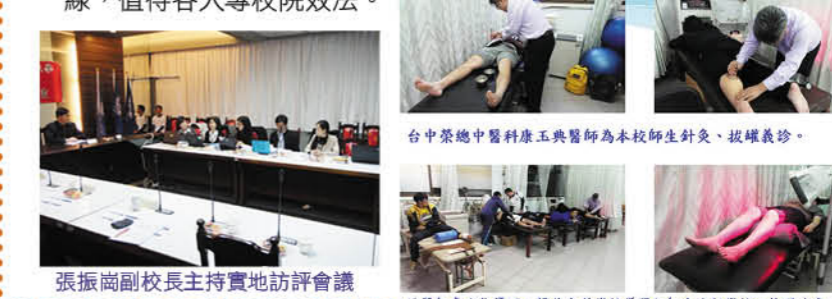 線，值得各大專校院效法。
張振崗副校長主持實地訪評會議
台中榮總中醫科康玉典醫師為本校師生針灸、拔罐義診。